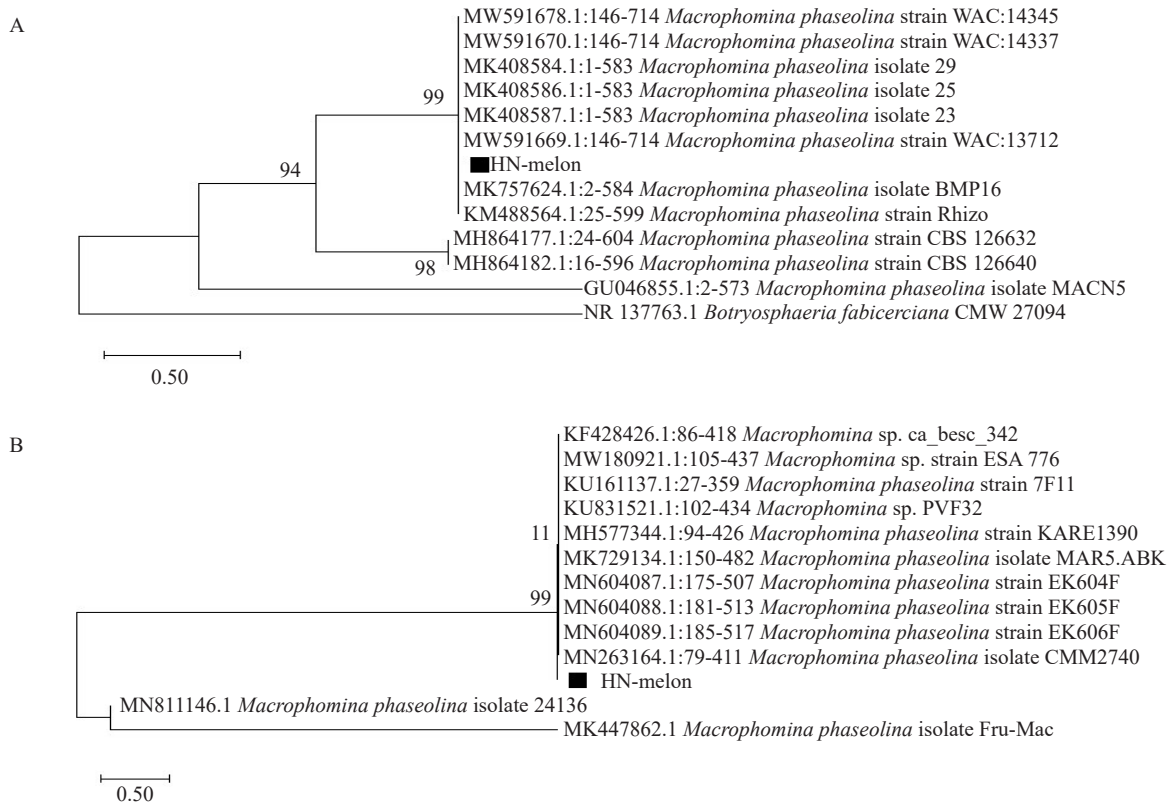 A
MW591678.1:146-714 Macrophomina phaseolina strain WAC:14345
MW591670.1:146-714 Macrophomina phaseolina strain WAC:14337
MK408584.1:1-583 Macrophomina phaseolina isolate 29
MK408586.1:1-583 Macrophomina phaseolina isolate 25
99
MK408587.1:1-583 Macrophomina phaseolina isolate 23
MW591669.1:146-714 Macrophomina phaseolina strain WAC:13712
94
HN-melon
MK757624.1:2-584 Macrophomina phaseolina isolate BMP16
KM488564.1:25-599 Macrophomina phaseolina strain Rhizo
MH864177.1:24-604 Macrophomina phaseolina strain CBS 126632
98
MH864182.1:16-596 Macrophomina phaseolina strain CBS 126640
GU046855.1:2-573 Macrophomina phaseolina isolate MACN5
NR 137763.1 Botryosphaeria fabicerciana CMW 27094
0.50
B
KF428426.1:86-418 Macrophomina sp. ca_besc_342
MW180921.1:105-437 Macrophomina sp. strain ESA 776
KU161137.1:27-359 Macrophomina phaseolina strain 7F11
KU831521.1:102-434 Macrophomina sp. PVF32
11
MH577344.1:94-426 Macrophomina phaseolina strain KARE1390
MK729134.1:150-482 Macrophomina phaseolina isolate MAR5.ABK
MN604087.1:175-507 Macrophomina phaseolina strain EK604F
99
MN604088.1:181-513 Macrophomina phaseolina strain EK605F
MN604089.1:185-517 Macrophomina phaseolina strain EK606F
MN263164.1:79-411 Macrophomina phaseolina isolate CMM2740
HN-melon
MN811146.1 Macrophomina phaseolina isolate 24136
MK447862.1 Macrophomina phaseolina isolate Fru-Mac
0.50